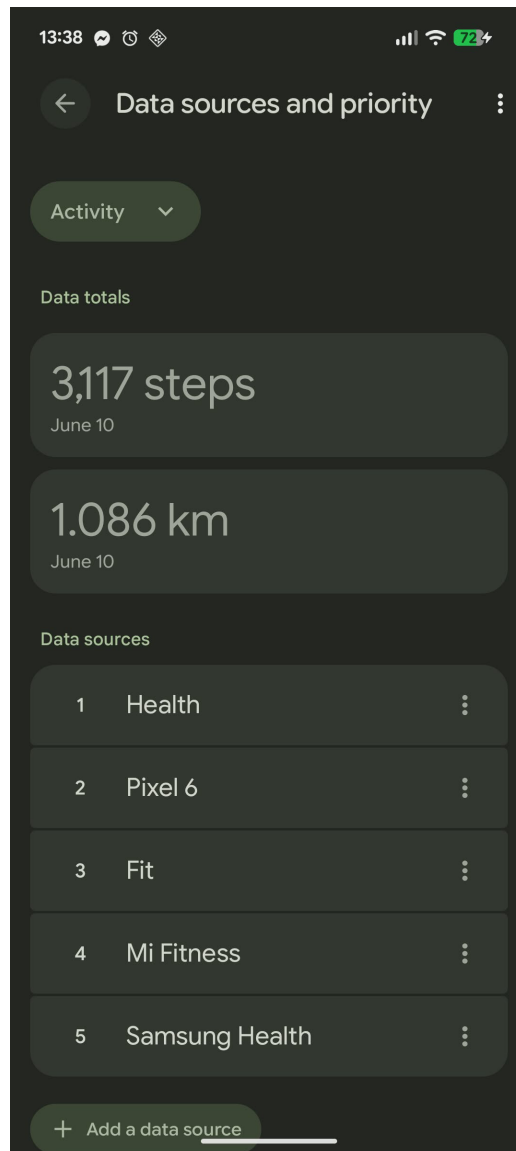 13:38
72
Data sources and priority
Activity
Data totals
3,117 steps
June 10
1.086 km
June 10
Data sources
1 Health
2 Pixel 6
3 Fit
4 Mi Fitness
5 Samsung Health
+ Add a data source